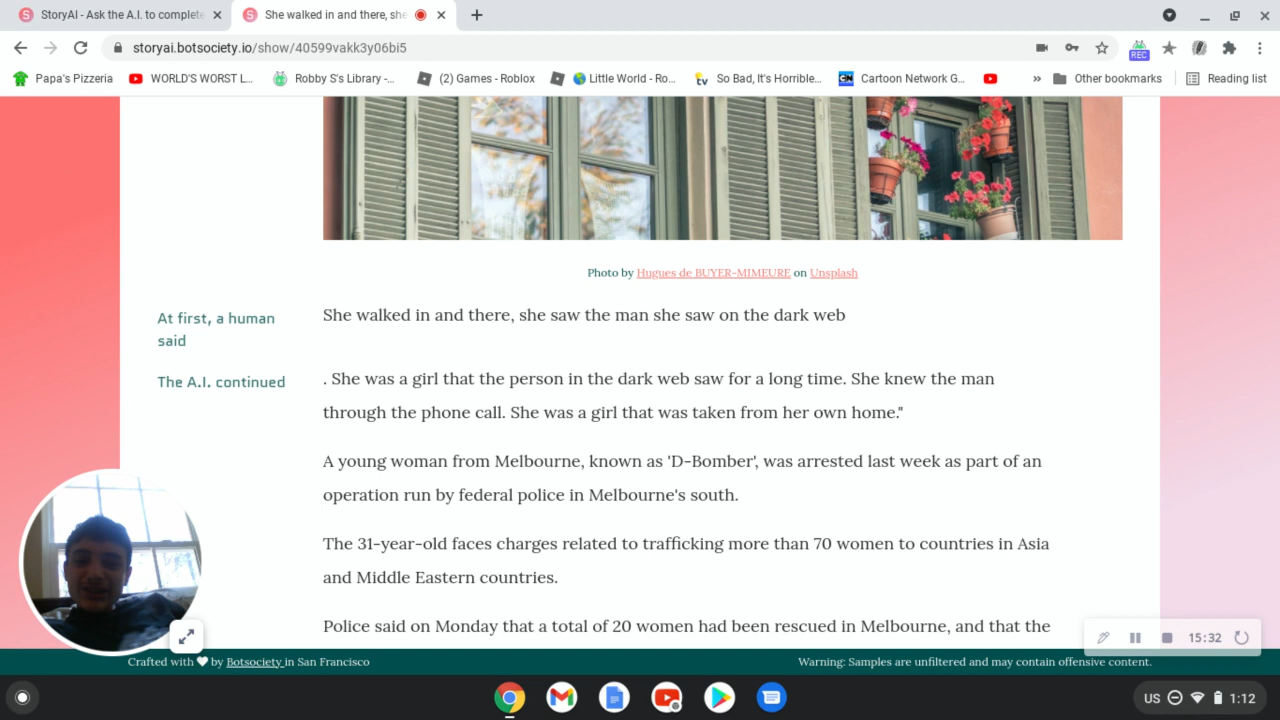 StoryAI - Ask the A.I. to complete
She walked in and there, she
storyai.botsociety.io/show/40599vakk3y06bi5
REC
Papa's Pizzeria
WORLD'S WORST L...
Robby S's Library -...
(2) Games - Roblox
Little World - Ro...
tv
So Bad, It's Horrible...
CN
Cartoon Network G...
»
Other bookmarks
Reading list
Photo by Hugues de BUYER-MIMEURE on Unsplash
At first, a human
said
She walked in and there, she saw the man she saw on the dark web
The A.I. continued
. She was a girl that the person in the dark web saw for a long time. She knew the man
through the phone call. She was a girl that was taken from her own home."
A young woman from Melbourne, known as 'D-Bomber', was arrested last week as part of an
operation run by federal police in Melbourne's south.
The 31-year-old faces charges related to trafficking more than 70 women to countries in Asia
and Middle Eastern countries.
Police said on Monday that a total of 20 women had been rescued in Melbourne, and that the
15:32
Crafted with ♥ by Botsociety in San Francisco
Warning: Samples are unfiltered and may contain offensive content.
US
1:12